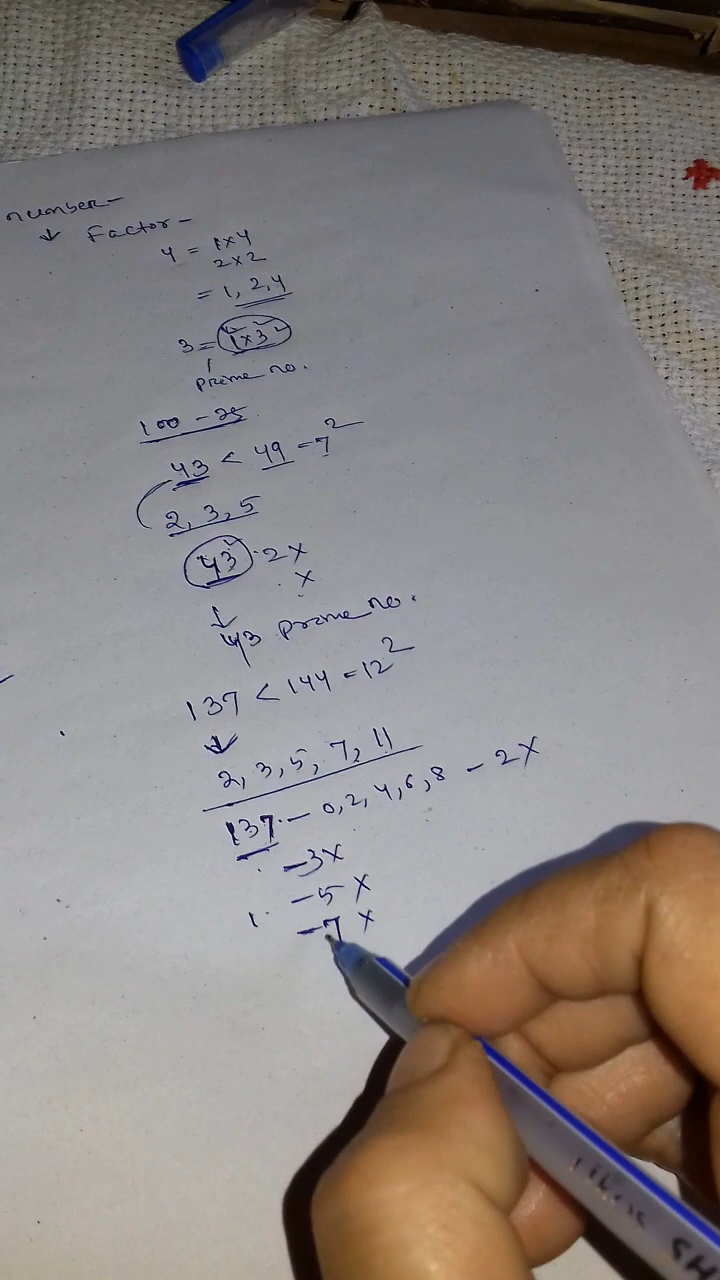 number-
↓ Factor-
4 = 1×4
2×2
= 1, 2, 4
3 = 1×3
prime no.
100 - 25
43 < 49 = 7²
2, 3, 5
43 - 2×
×
↓
43 prime no.
137 < 144 = 12²
↓
2, 3, 5, 7, 11
137 - 0, 2, 4, 6, 8 - 2×
-3×
-5×
-7×